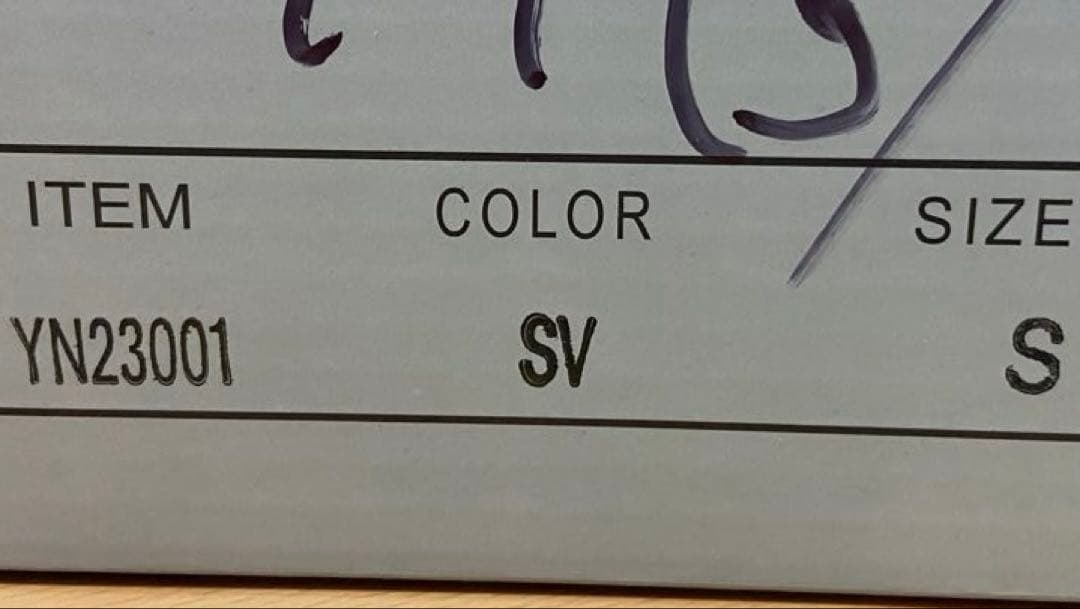 ITEM COLOR SIZE
YN23001 SV S